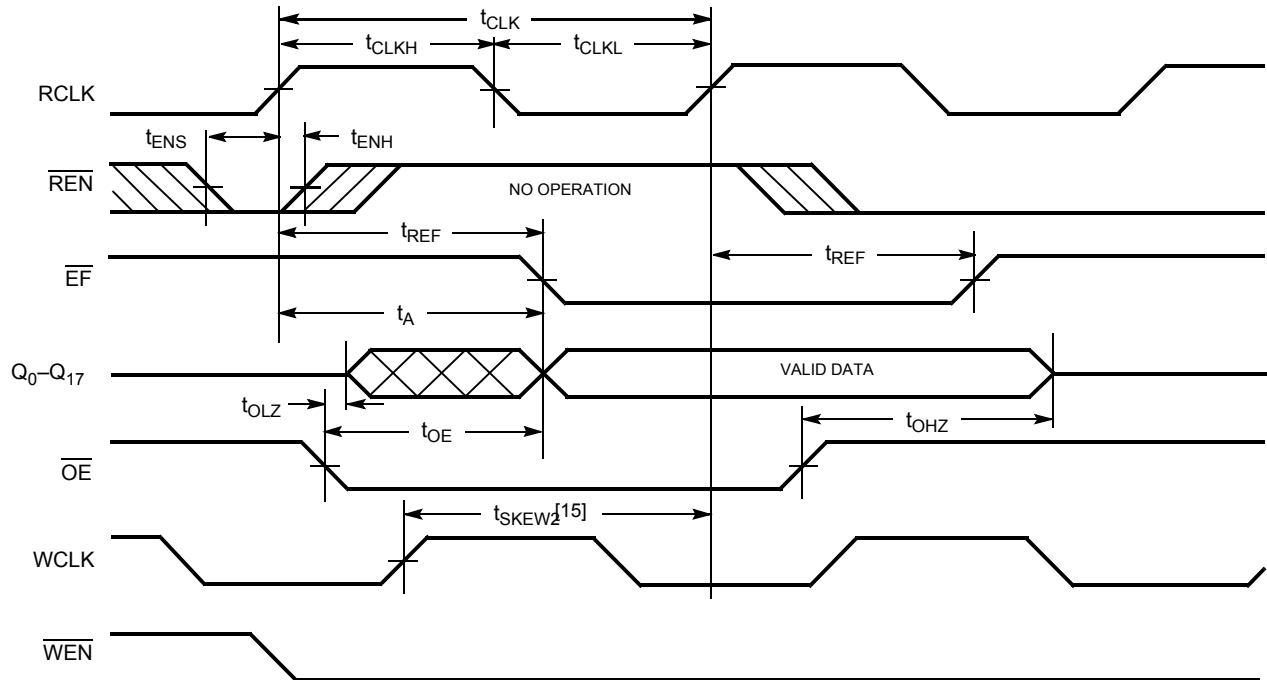 tCLK
tCLKH
tCLKL
RCLK
tENS
tENH
REN
NO OPERATION
tREF
tREF
EF
tA
Q0–Q17
VALID DATA
tOLZ
tOE
tOHZ
OE
tSKEW2[15]
WCLK
WEN